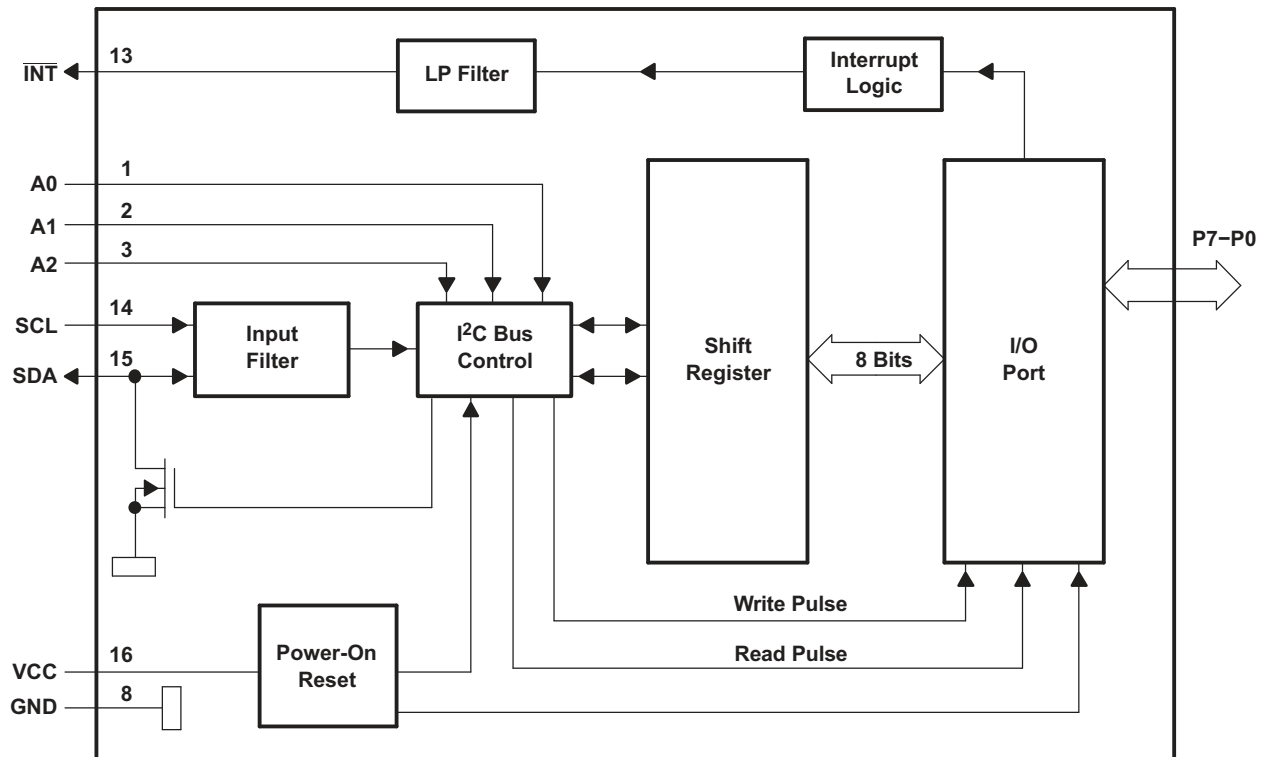 13
INT
LP Filter
Interrupt
Logic
1
A0
2
A1
3
A2
P7–P0
14
SCL
Input
Filter
I2C Bus
Control
Shift
Register
8 Bits
I/O
Port
15
SDA
Write Pulse
Read Pulse
16
VCC
Power-On
Reset
8
GND